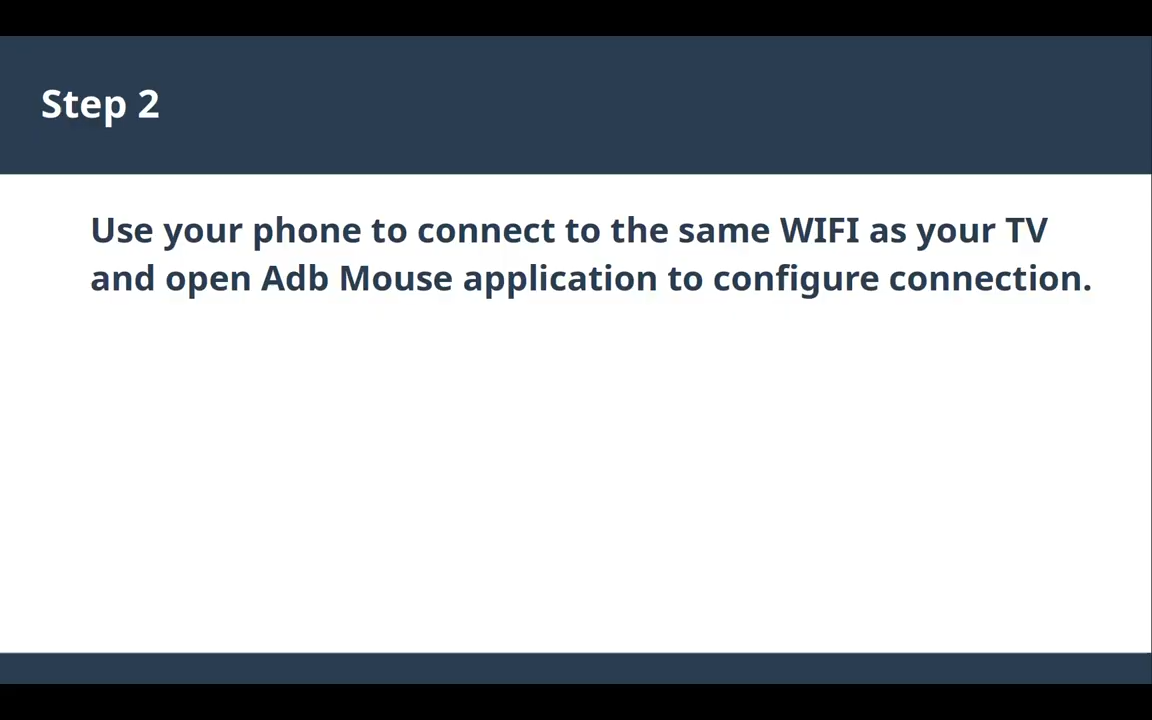 Step 2
Use your phone to connect to the same WIFI as your TV
and open Adb Mouse application to configure connection.